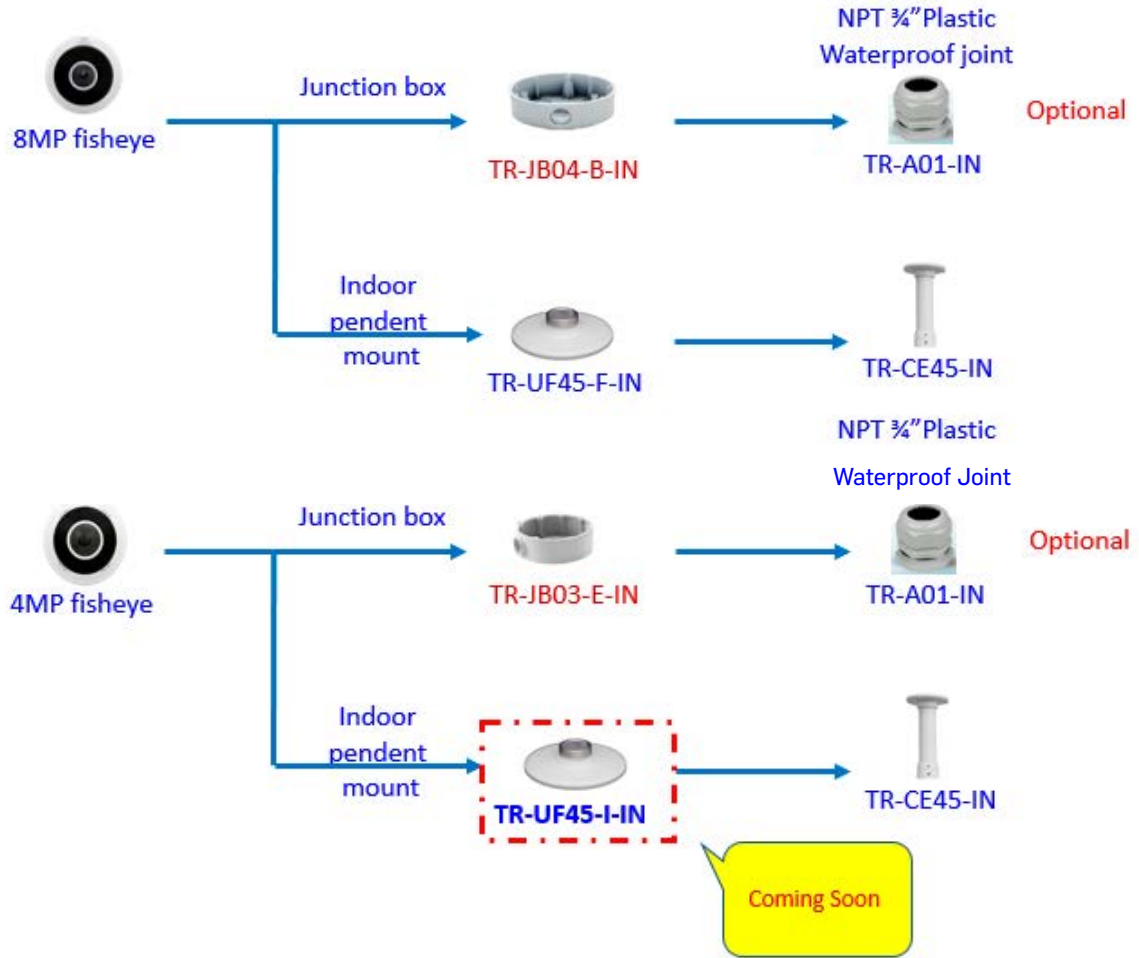 NPT ¾”Plastic
Waterproof joint
Junction box
Optional
8MP fisheye
TR-JB04-B-IN
TR-A01-IN
Indoor
pendent
mount
TR-UF45-F-IN
TR-CE45-IN
NPT ¾”Plastic
Waterproof Joint
Junction box
Optional
4MP fisheye
TR-JB03-E-IN
TR-A01-IN
Indoor
pendent
mount
TR-UF45-I-IN
TR-CE45-IN
Coming Soon